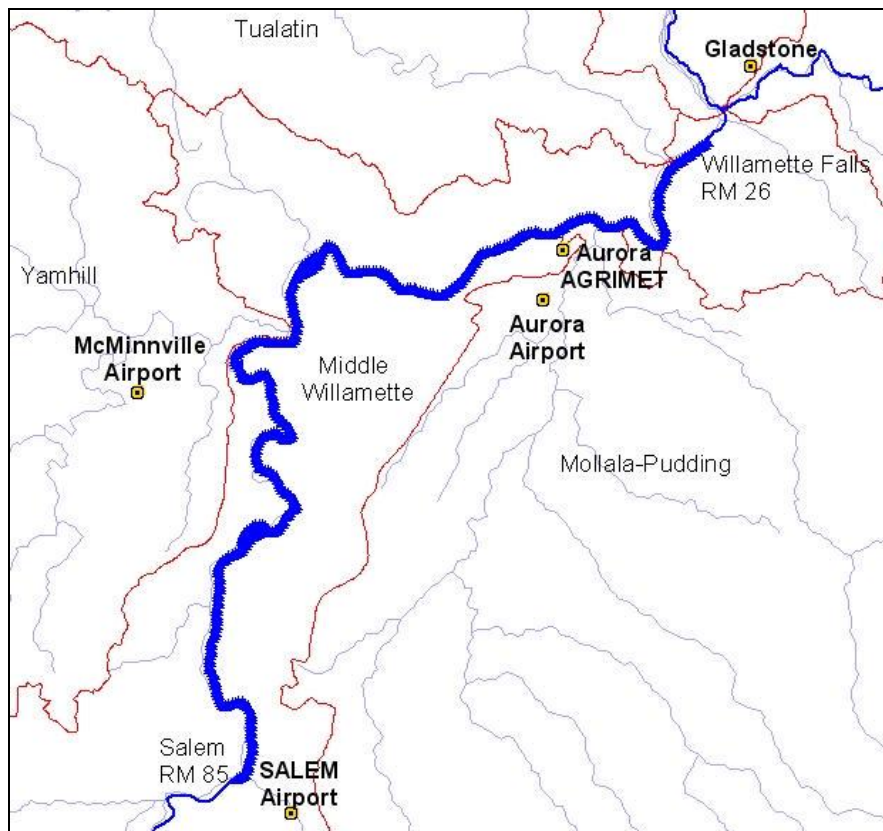 Tualatin
Gladstone
Willamette Falls
RM 26
Yamhill
Aurora
AGRIMET
Aurora
Airport
McMinnville
Airport
Middle
Willamette
Mollala-Pudding
Salem
RM 85
SALEM
Airport